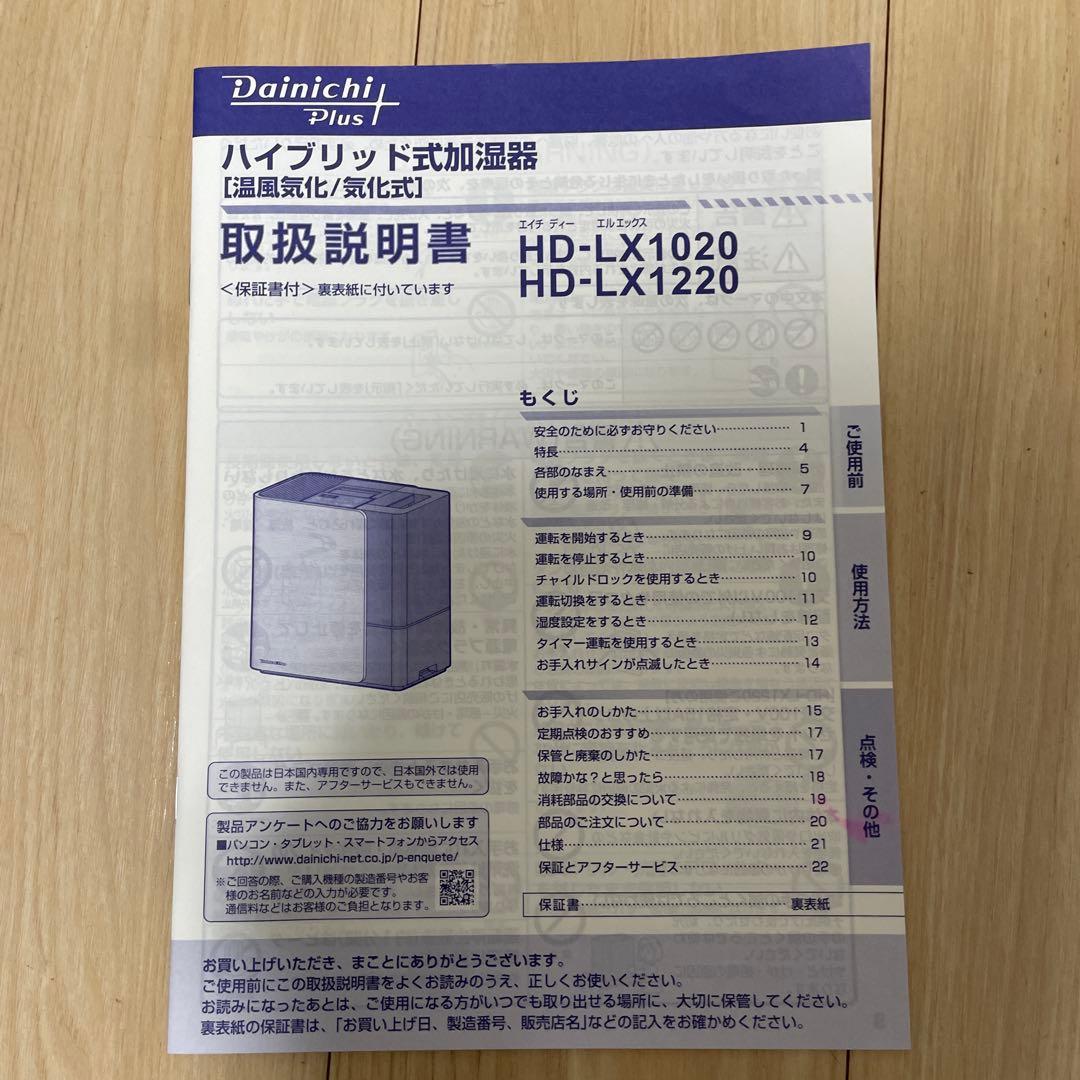 Dainichi
Plus
ハイブリッド式加湿器
[温風気化/気化式]
取扱説明書
<保証書付>裏表紙に付いています
エイチ ディー エルエックス
HD-LX1020
HD-LX1220
もくじ
安全のために必ずお守りください 1
特長 4
各部のなまえ 5
使用する場所・使用前の準備 7
ご使用前
運転を開始するとき 9
運転を停止するとき 10
チャイルドロックを使用するとき 10
運転切換をするとき 11
湿度設定をするとき 12
タイマー運転を使用するとき 13
お手入れサインが点滅したとき 14
使用方法
お手入れのしかた 15
定期点検のおすすめ 17
保管と廃棄のしかた 17
故障かな?と思ったら 18
消耗部品の交換について 19
部品のご注文について 20
仕様 21
保証とアフターサービス 22
点検・その他
保証書 裏表紙
この製品は日本国内専用ですので、日本国外では使用
できません。また、アフターサービスもできません。
製品アンケートへのご協力をお願いします
■パソコン・タブレット・スマートフォンからアクセス
http://www.dainichi-net.co.jp/p-enquete/
※ご回答の際、ご購入機種の製造番号やお客
様のお名前などの入力が必要です。
通信料などはお客様のご負担となります。
お買い上げいただき、まことにありがとうございます。
ご使用前にこの取扱説明書をよくお読みのうえ、正しくお使いください。
お読みになったあとは、ご使用になる方がいつでも取り出せる場所に、大切に保管してください。
裏表紙の保証書は、「お買い上げ日、製造番号、販売店名」などの記入をお確かめください。